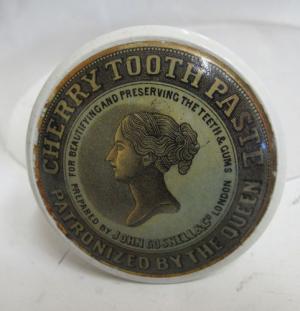 CHERRY TOOTH PASTE
PATRONIZED BY THE QUEEN
FOR BEAUTIFYING AND PRESERVING THE TEETH & GUMS
PREPARED BY JOHN GOSNELL & Co LONDON